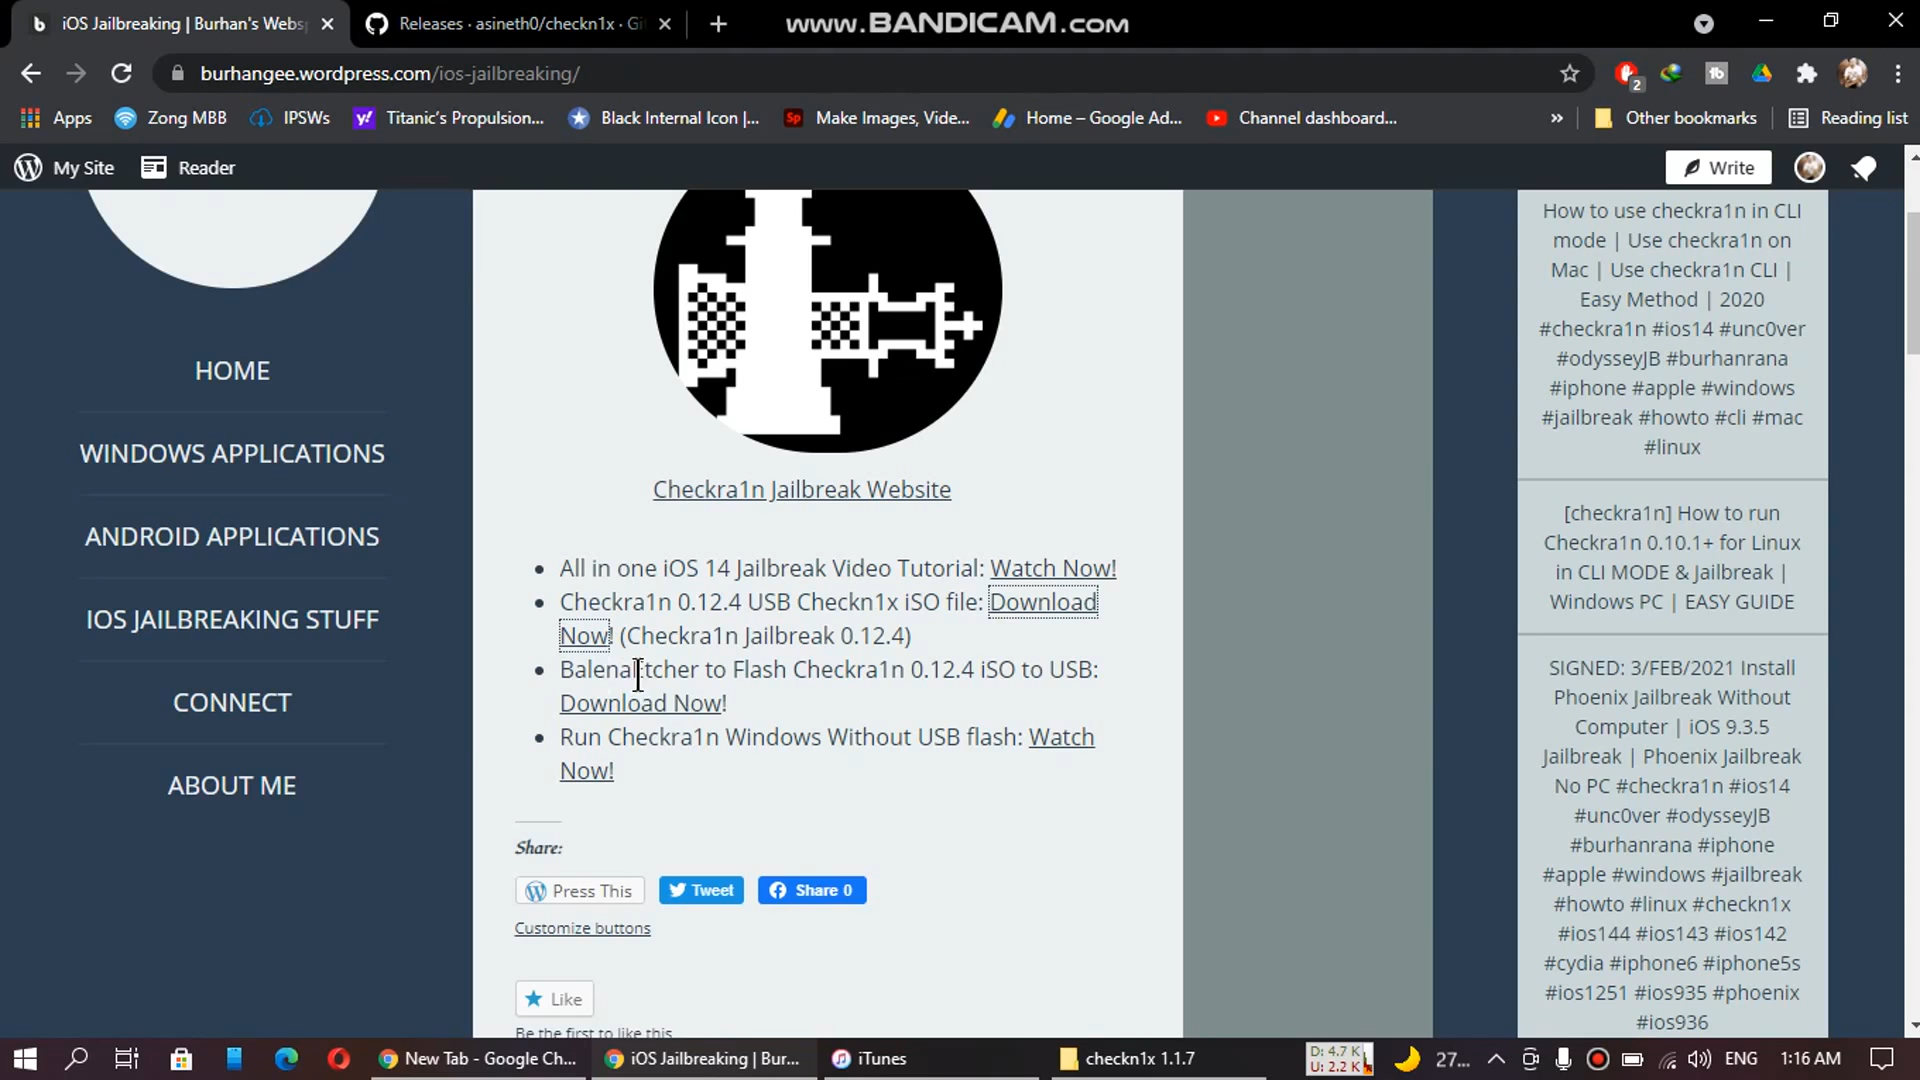 iOS Jailbreaking | Burhan's Webs
Releases · asineth0/checkn1x · Gi
WWW.BANDICAM.COM
burhangee.wordpress.com/ios-jailbreaking/
2
Apps
Zong MBB
IPSWs
Titanic's Propulsion...
Black Internal Icon |...
Make Images, Vide...
Home – Google Ad...
Channel dashboard...
»
Other bookmarks
Reading list
My Site
Reader
Write
HOME
WINDOWS APPLICATIONS
ANDROID APPLICATIONS
IOS JAILBREAKING STUFF
CONNECT
ABOUT ME
Checkra1n Jailbreak Website
• All in one iOS 14 Jailbreak Video Tutorial: Watch Now!
• Checkra1n 0.12.4 USB Checkn1x iSO file: Download
Now! (Checkra1n Jailbreak 0.12.4)
• BalenaEtcher to Flash Checkra1n 0.12.4 iSO to USB:
Download Now!
• Run Checkra1n Windows Without USB flash: Watch
Now!
Share:
Press This
Tweet
Share 0
Customize buttons
Like
Be the first to like this
How to use checkra1n in CLI
mode | Use checkra1n on
Mac | Use checkra1n CLI |
Easy Method | 2020
#checkra1n #ios14 #unc0ver
#odysseyJB #burhanrana
#iphone #apple #windows
#jailbreak #howto #cli #mac
#linux
[checkra1n] How to run
Checkra1n 0.10.1+ for Linux
in CLI MODE & Jailbreak |
Windows PC | EASY GUIDE
SIGNED: 3/FEB/2021 Install
Phoenix Jailbreak Without
Computer | iOS 9.3.5
Jailbreak | Phoenix Jailbreak
No PC #checkra1n #ios14
#unc0ver #odysseyJB
#burhanrana #iphone
#apple #windows #jailbreak
#howto #linux #checkn1x
#ios144 #ios143 #ios142
#cydia #iphone6 #iphone5s
#ios1251 #ios935 #phoenix
#ios936
New Tab - Google Ch...
iOS Jailbreaking | Bur...
iTunes
checkn1x 1.1.7
D: 4.7 K
U: 2.2 K
27...
ENG
1:16 AM